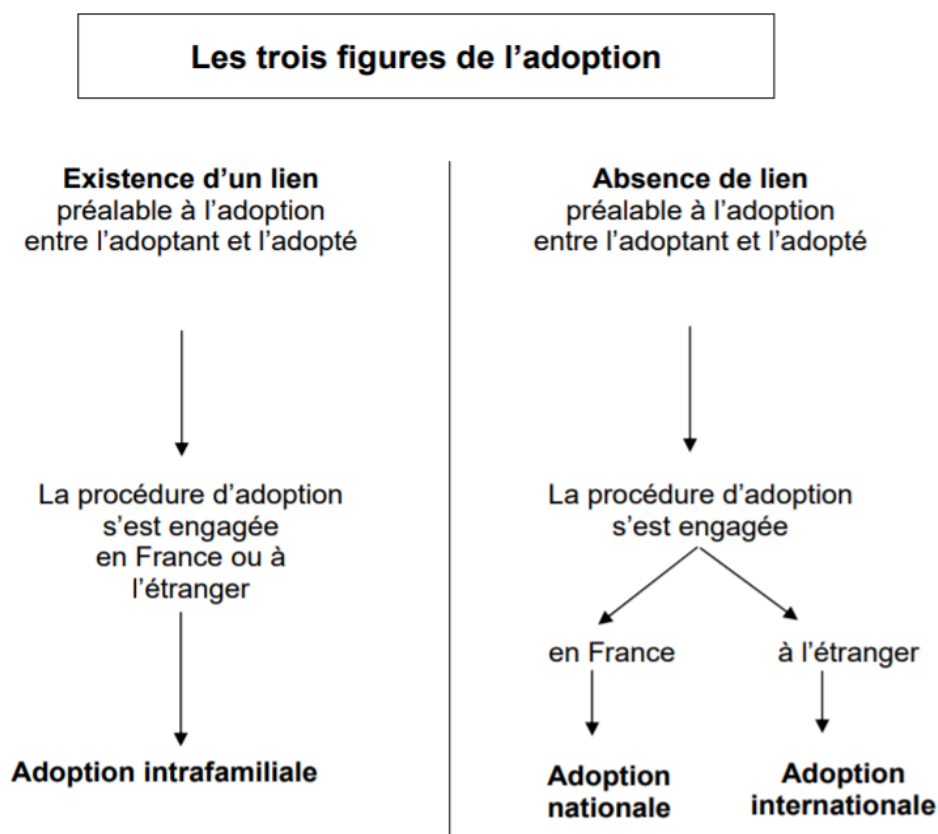 Les trois figures de l’adoption
Existence d’un lien
préalable à l’adoption
entre l’adoptant et l’adopté
La procédure d’adoption
s’est engagée
en France ou à
l’étranger
Adoption intrafamiliale
Absence de lien
préalable à l’adoption
entre l’adoptant et l’adopté
La procédure d’adoption
s’est engagée
en France
à l’étranger
Adoption
nationale
Adoption
internationale